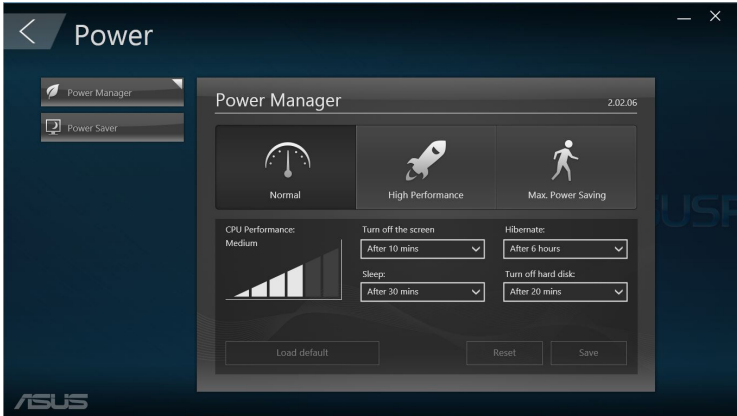 Power
Power Manager
Power Saver
Power Manager
2.02.06
Normal
High Performance
Max. Power Saving
CPU Performance:
Medium
Turn off the screen
After 10 mins
Hibernate:
After 6 hours
Sleep:
After 30 mins
Turn off hard disk:
After 20 mins
Load default
Reset
Save
ASUS